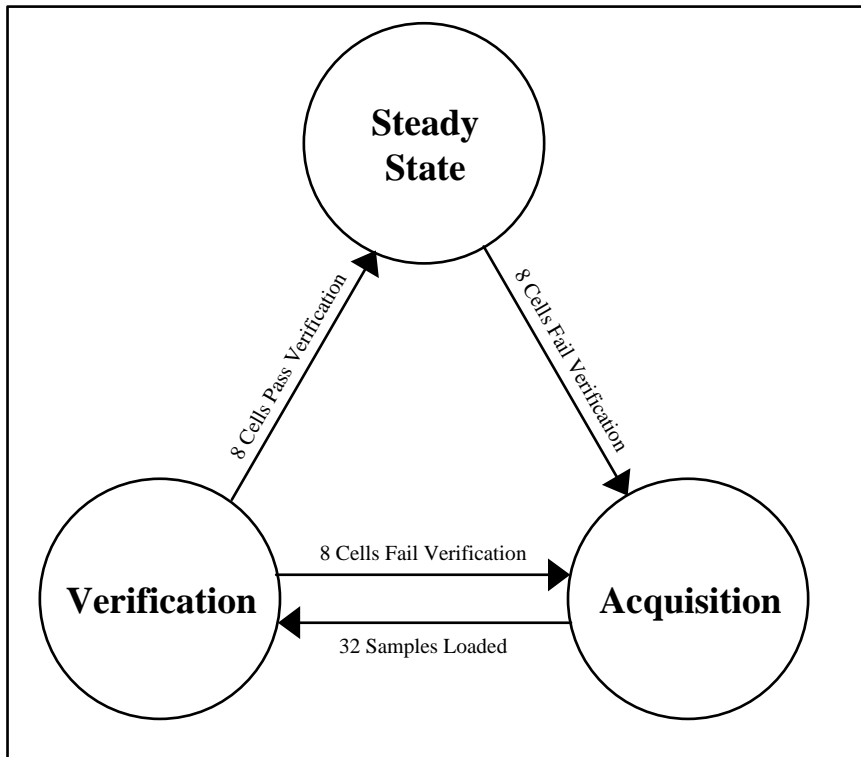 Steady
State
8 Cells Pass Verification
8 Cells Fail Verification
8 Cells Fail Verification
Verification
Acquisition
32 Samples Loaded